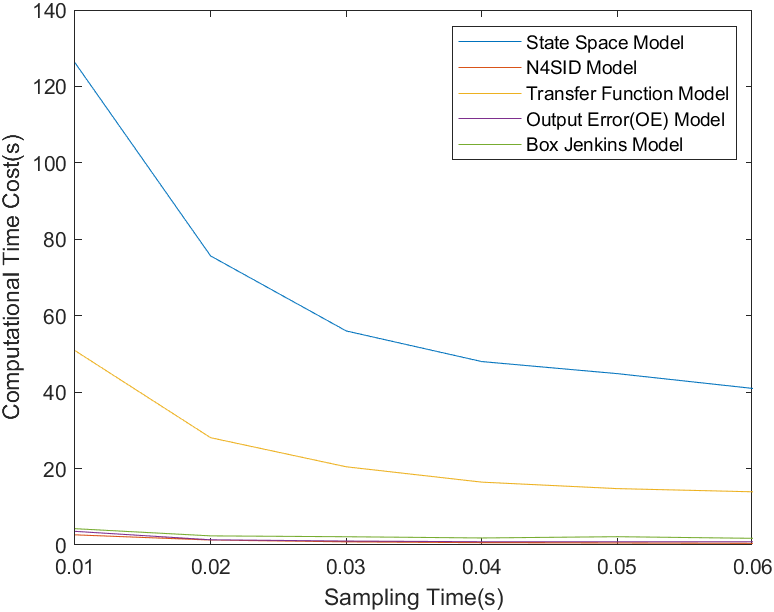 140
120
100
80
60
40
20
0
Computational Time Cost(s)
State Space Model
N4SID Model
Transfer Function Model
Output Error(OE) Model
Box Jenkins Model
0.01 0.02 0.03 0.04 0.05 0.06
Sampling Time(s)